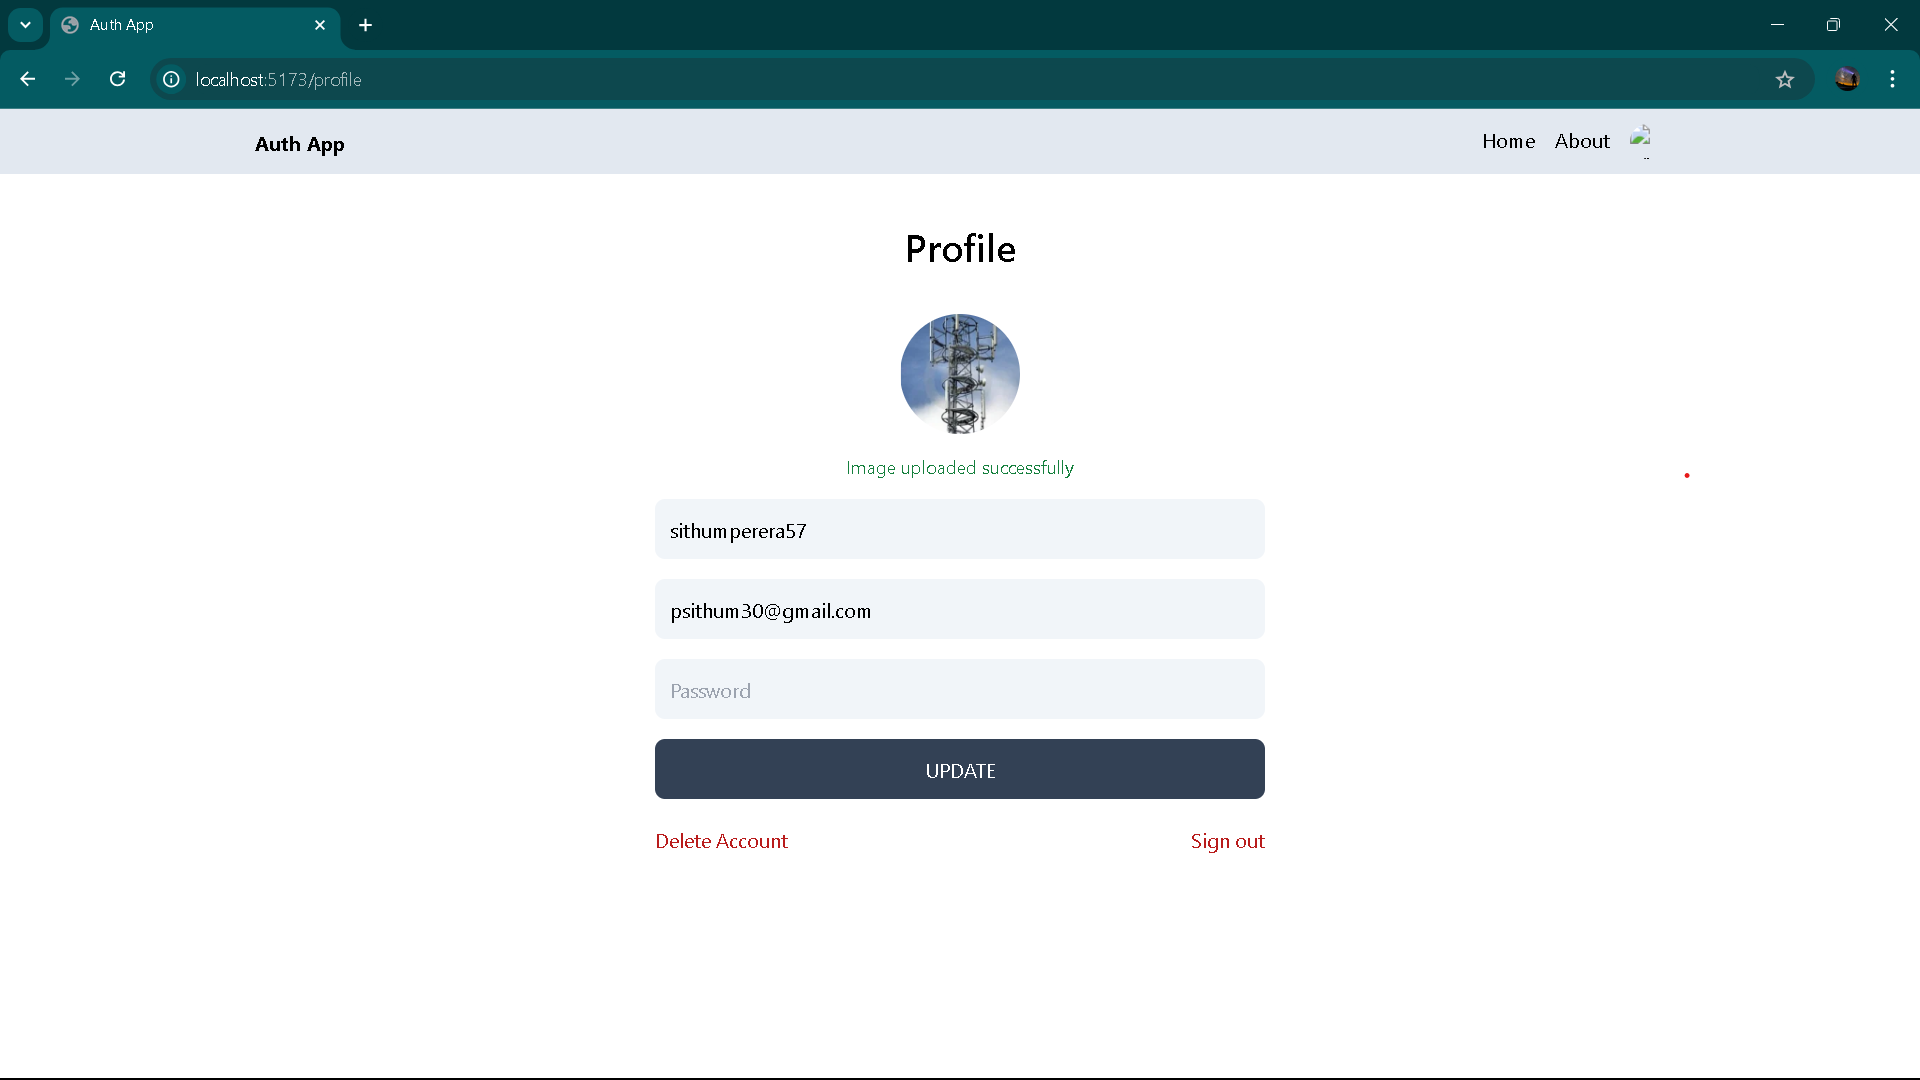 Auth App
localhost:5173/profile
Auth App
Home
About
Profile
Image uploaded successfully
sithumperera57
psithum30@gmail.com
Password
UPDATE
Delete Account
Sign out